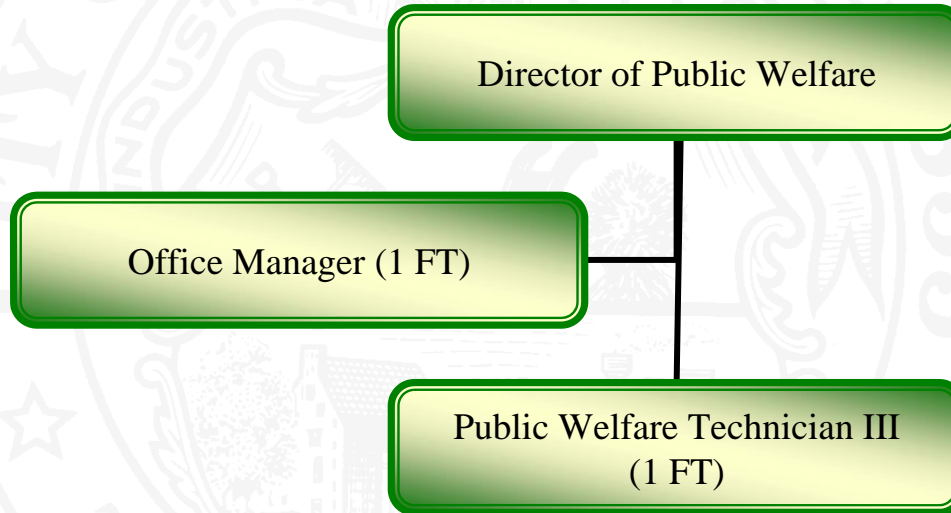 Director of Public Welfare
Office Manager (1 FT)
Public Welfare Technician III
(1 FT)